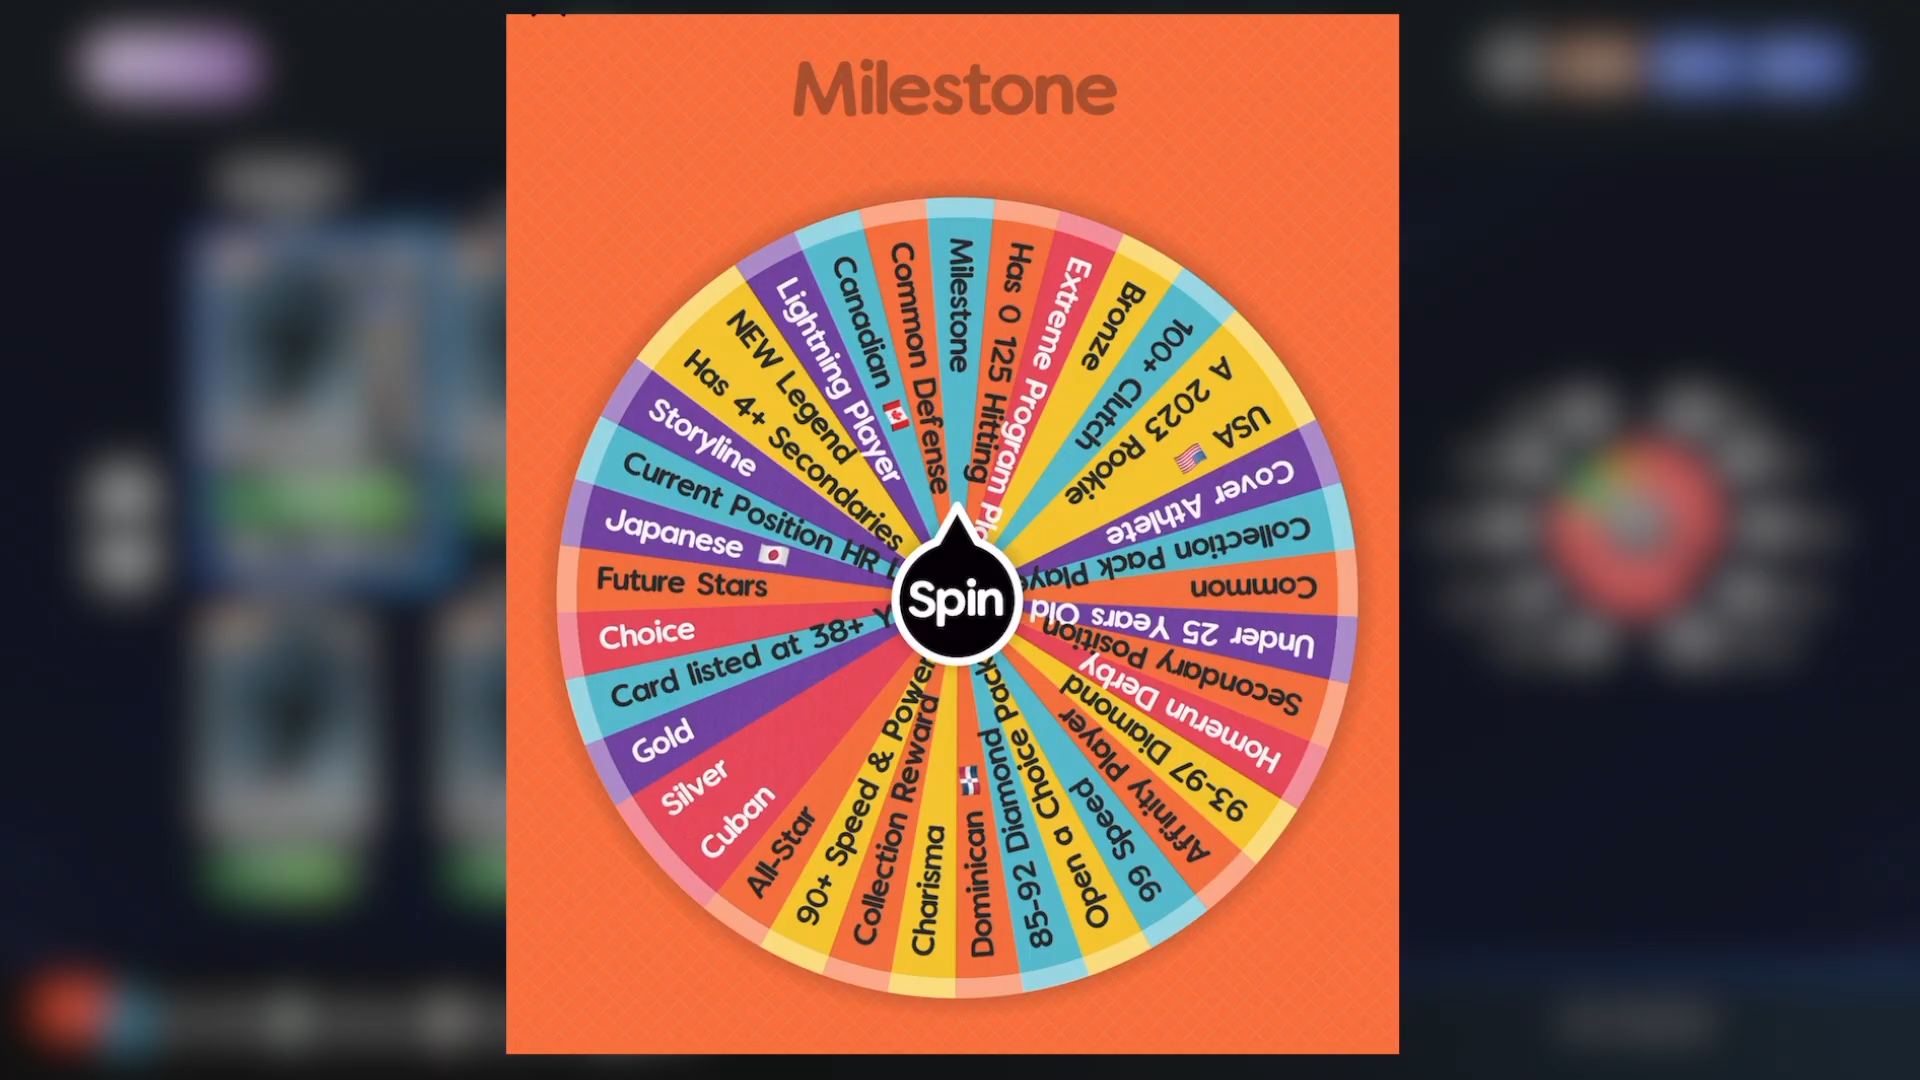 Milestone
Milestone
Has 0 125 Hitting
Extreme Program
Bronze
100+ Clutch
A 2023 Rookie
USA 🇺🇸
Cover Athlete
Collection Pack Playe
Common
Under 25 Years Old
Secondary Position
Homerun Derby
93-97 Diamond
Affinity Player
99 Speed
Open a Choice Pack
85-92 Diamond
Dominican 🇩🇴
Charisma
Collection Reward
90+ Speed & Power
All-Star
Cuban
Silver
Gold
Card listed at 38+
Choice
Future Stars
Japanese 🇯🇵
Current Position HR
Storyline
Has 4+ Secondaries
NEW Legend
Lightning Player
Canadian 🇨🇦
Common Defense
Spin